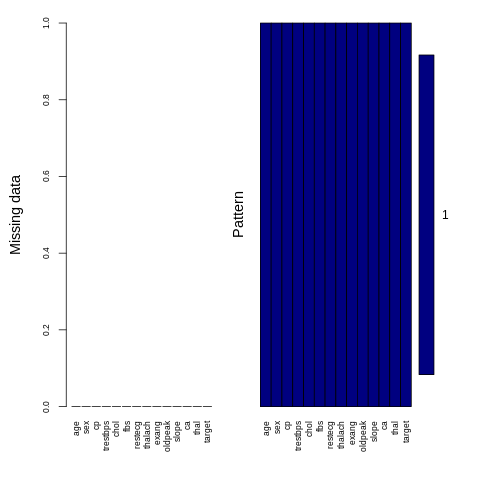 Missing data
1.0
0.8
0.6
0.4
0.2
0.0
age
sex
cp
trestbps
chol
fbs
restecg
thalach
exang
oldpeak
slope
ca
thal
target
Pattern
age
sex
cp
trestbps
chol
fbs
restecg
thalach
exang
oldpeak
slope
ca
thal
target
1